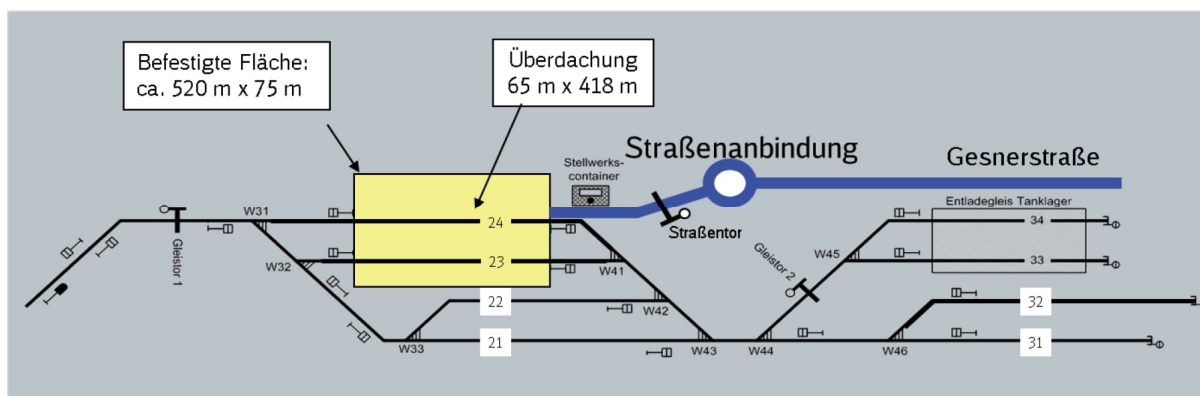 Befestigte Fläche:
ca. 520 m x 75 m
Überdachung
65 m x 418 m
Straßenanbindung
Gesnerstraße
Stellwerks-
container
Straßentor
Entladegleis Tanklager
W31
24
34
Gleistor 1
W32
23
W41
Gleistor 2
W45
33
22
W42
32
W33
21
W43
W44
W46
31